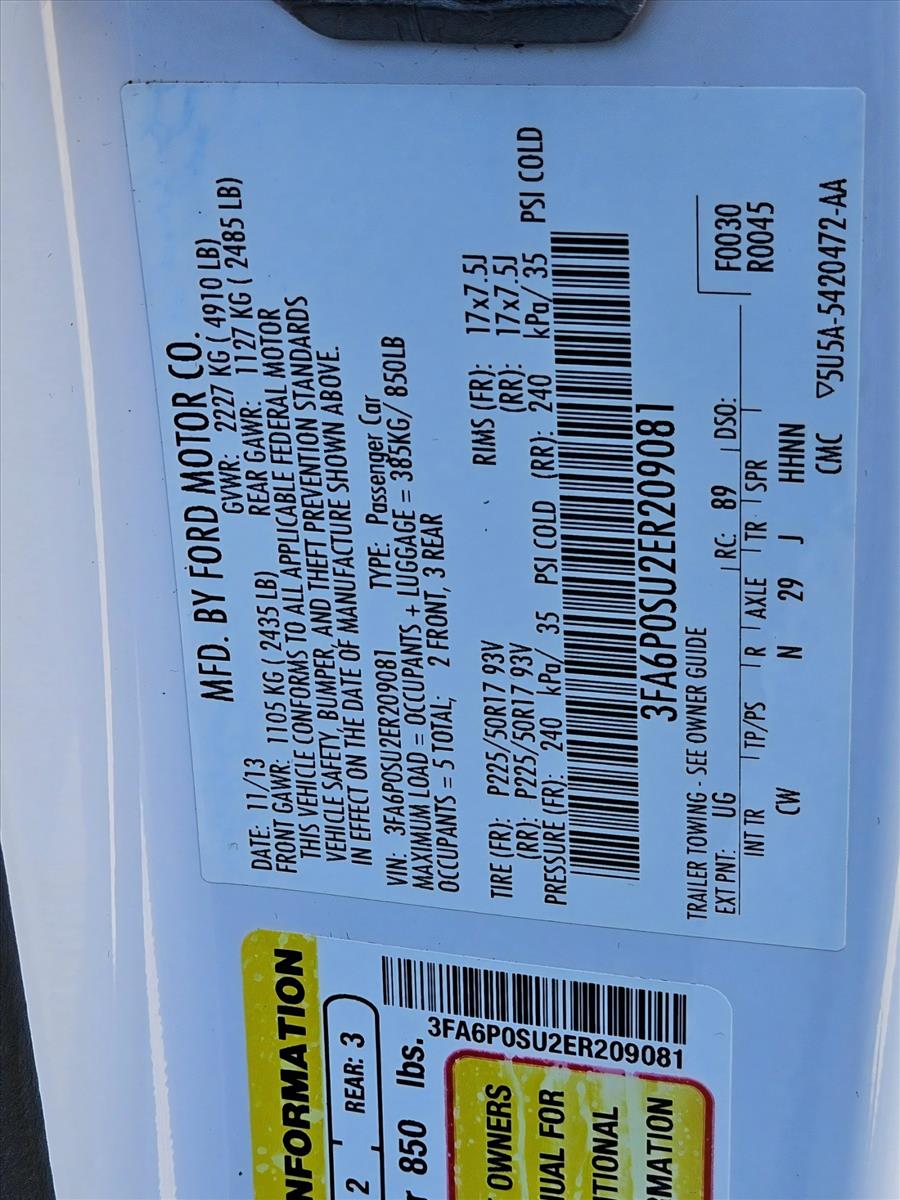 MFD. BY FORD MOTOR CO.
DATE: 11/13 GVWR: 2227 KG ( 4910 LB)
FRONT GAWR: 1105 KG ( 2435 LB) REAR GAWR: 1127 KG ( 2485 LB)
THIS VEHICLE CONFORMS TO ALL APPLICABLE FEDERAL MOTOR
VEHICLE SAFETY, BUMPER, AND THEFT PREVENTION STANDARDS
IN EFFECT ON THE DATE OF MANUFACTURE SHOWN ABOVE.
VIN: 3FA6P0SU2ER209081 TYPE: Passenger Car
MAXIMUM LOAD = OCCUPANTS + LUGGAGE = 385KG/ 850LB
OCCUPANTS = 5 TOTAL, 2 FRONT, 3 REAR
TIRE (FR): P225/50R17 93V RIMS (FR): 17x7.5J
(RR): P225/50R17 93V (RR): 17x7.5J
PRESSURE (FR): 240 kPa/ 35 PSI COLD (RR): 240 kPa/ 35 PSI COLD
3FA6P0SU2ER209081
TRAILER TOWING - SEE OWNER GUIDE
EXT PNT: UG RC: 89 DSO:
F0030
R0045
INT TR TP/PS R AXLE TR SPR
CW N 29 J HHNN
CMC ▽5U5A-5420472-AA
NFORMATION
2 REAR: 3
850 lbs.
3FA6P0SU2ER209081
OWNERS
UAL FOR
TIONAL
MATION